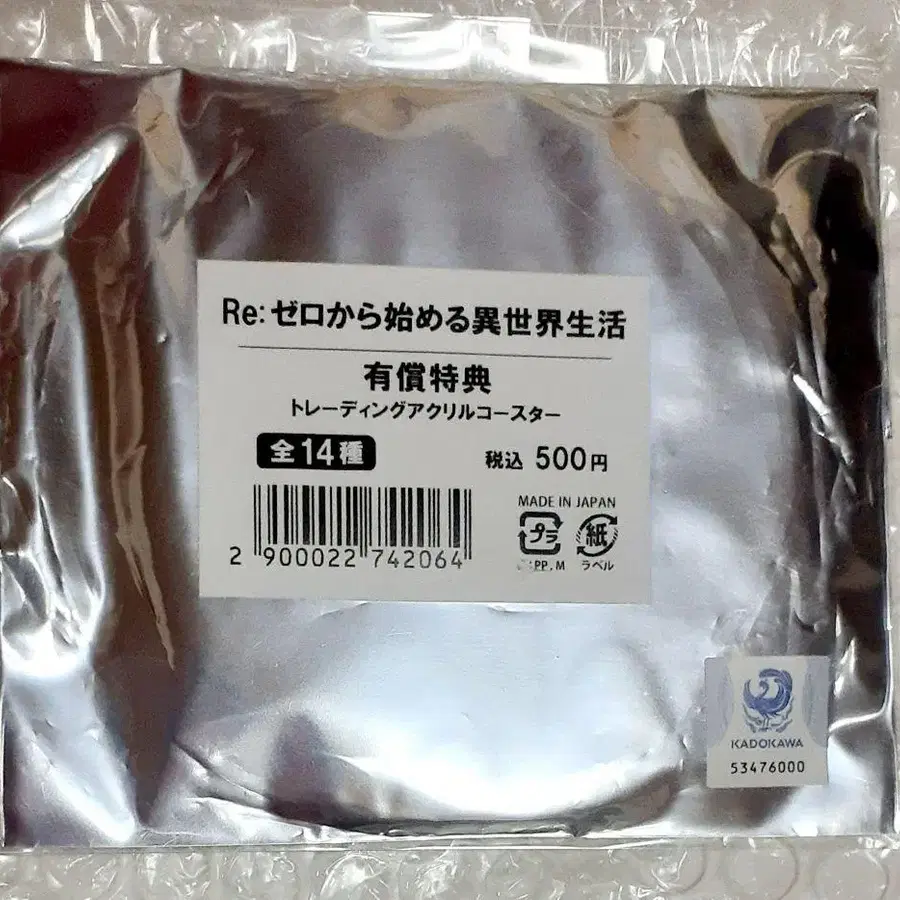 Re:ゼロから始める異世界生活
有償特典
トレーディングアクリルコースター
全14種
税込 500円
2 900022 742064
MADE IN JAPAN
プラ 紙
:PP.M ラベル
KADOKAWA
53476000